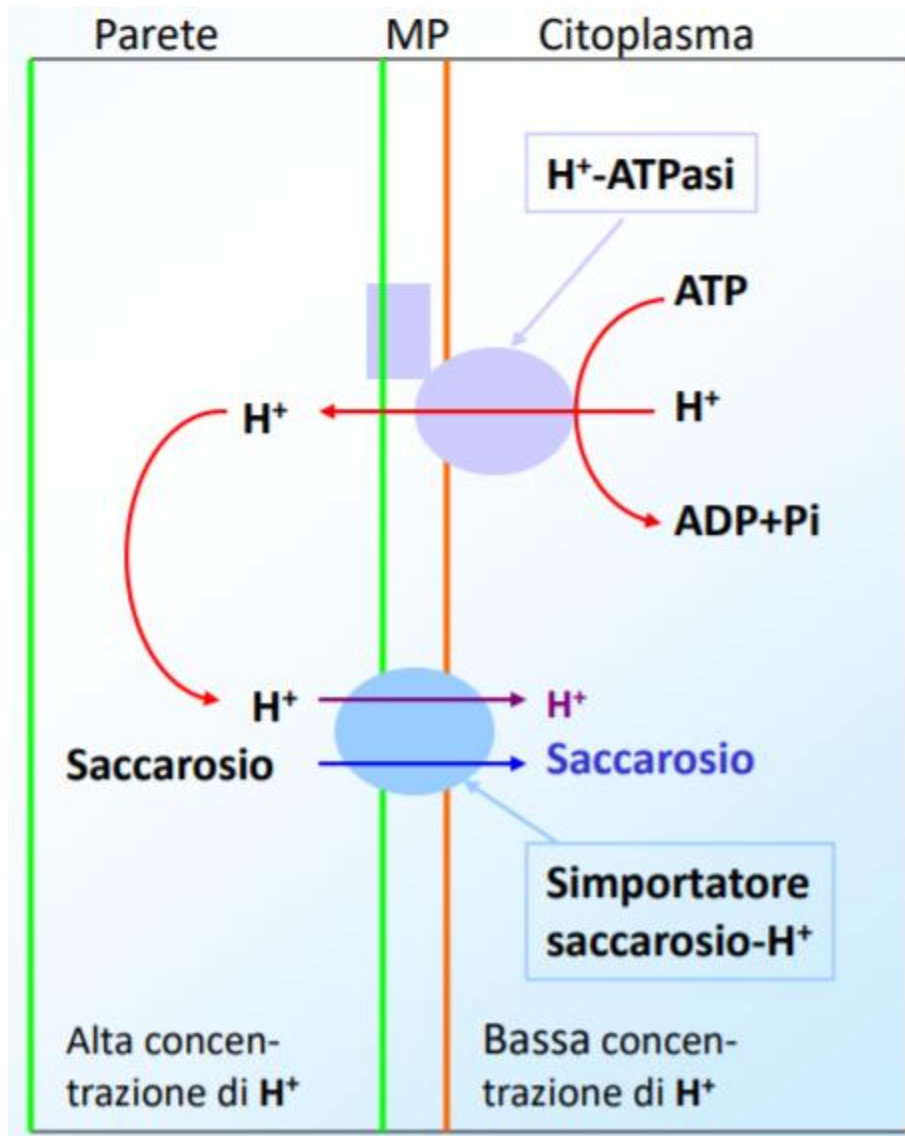 Parete MP Citoplasma
H⁺-ATPasi
ATP
H⁺ H⁺
ADP+Pi
H⁺ H⁺
Saccarosio Saccarosio
Simportatore
saccarosio-H⁺
Alta concen- Bassa concen-
trazione di H⁺ trazione di H⁺